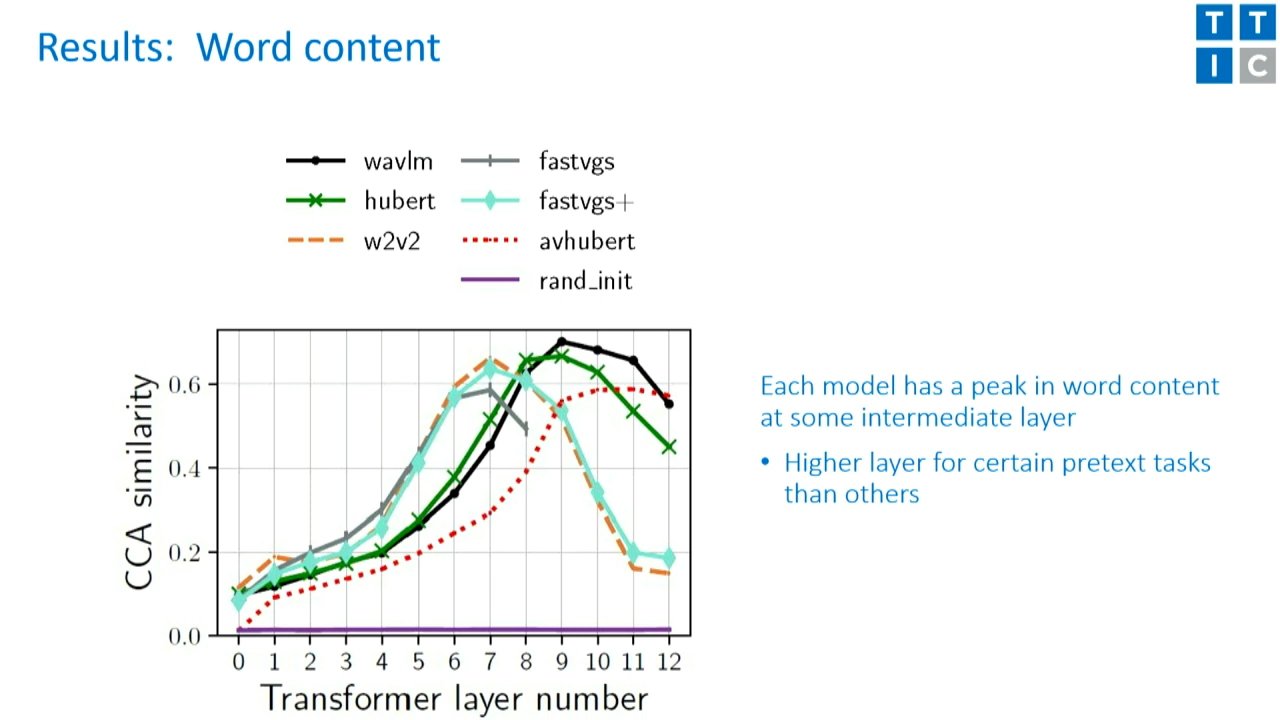 Results: Word content
T T
I C
wavlm
hubert
w2v2
fastvgs
fastvgs+
avhubert
rand_init
CCA similarity
0.6
0.4
0.2
0.0
0 1 2 3 4 5 6 7 8 9 10 11 12
Transformer layer number
Each model has a peak in word content
at some intermediate layer
• Higher layer for certain pretext tasks
than others